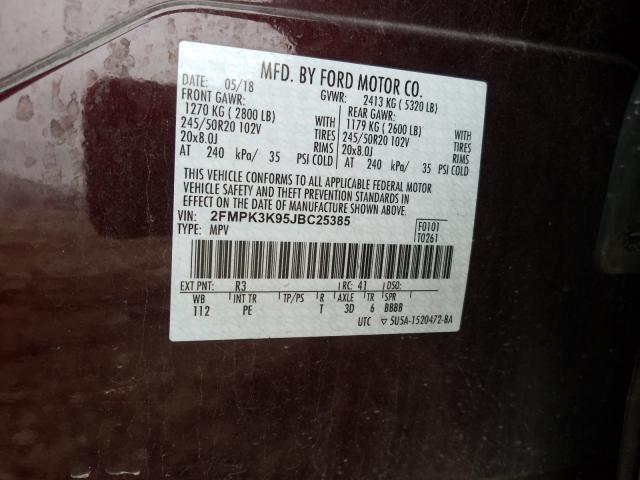 MFD. BY FORD MOTOR CO.
DATE: 05/18 GVWR: 2413 KG ( 5320 LB)
FRONT GAWR: REAR GAWR:
1270 KG ( 2800 LB) 1179 KG ( 2600 LB)
245/50R20 102V TIRES 245/50R20 102V TIRES
20x8.0J RIMS 20x8.0J RIMS
AT 240 kPa/ 35 PSI COLD AT 240 kPa/ 35 PSI COLD
THIS VEHICLE CONFORMS TO ALL APPLICABLE FEDERAL MOTOR
VEHICLE SAFETY AND THEFT PREVENTION STANDARDS IN
EFFECT ON THE DATE OF MANUFACTURE SHOWN ABOVE.
VIN: 2FMPK3K95JBC25385 F0101
TYPE: MPV T0261
EXT PNT: R3 RC: 41 DSO:
WB INT TR TP/PS R AXLE TR SPR
112 PE T 3D 6 BBBB
UTC ▽ 5U5A-1520472-BA